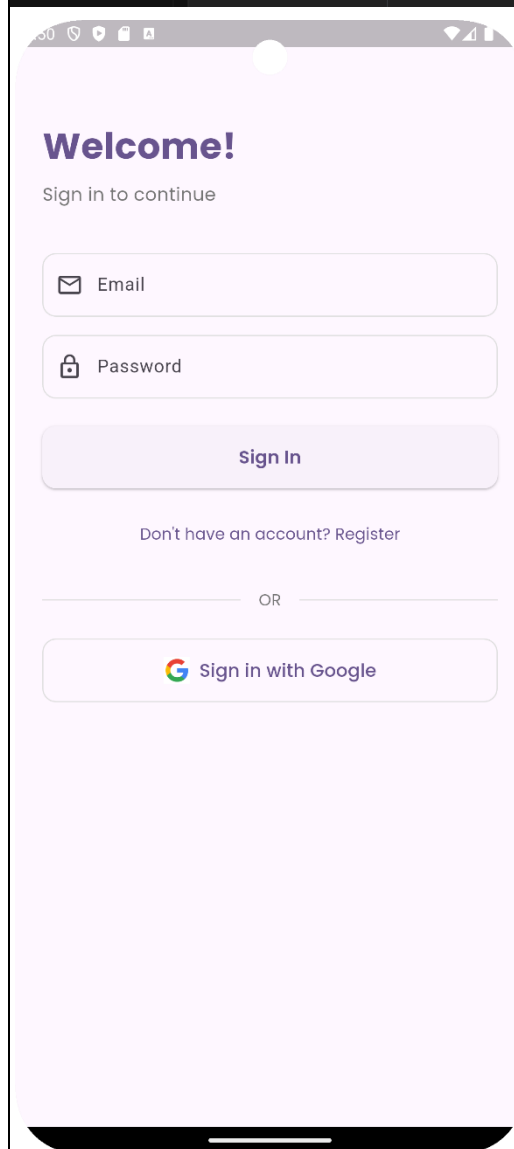 Welcome!
Sign in to continue
Email
Password
Sign In
Don't have an account? Register
OR
Sign in with Google